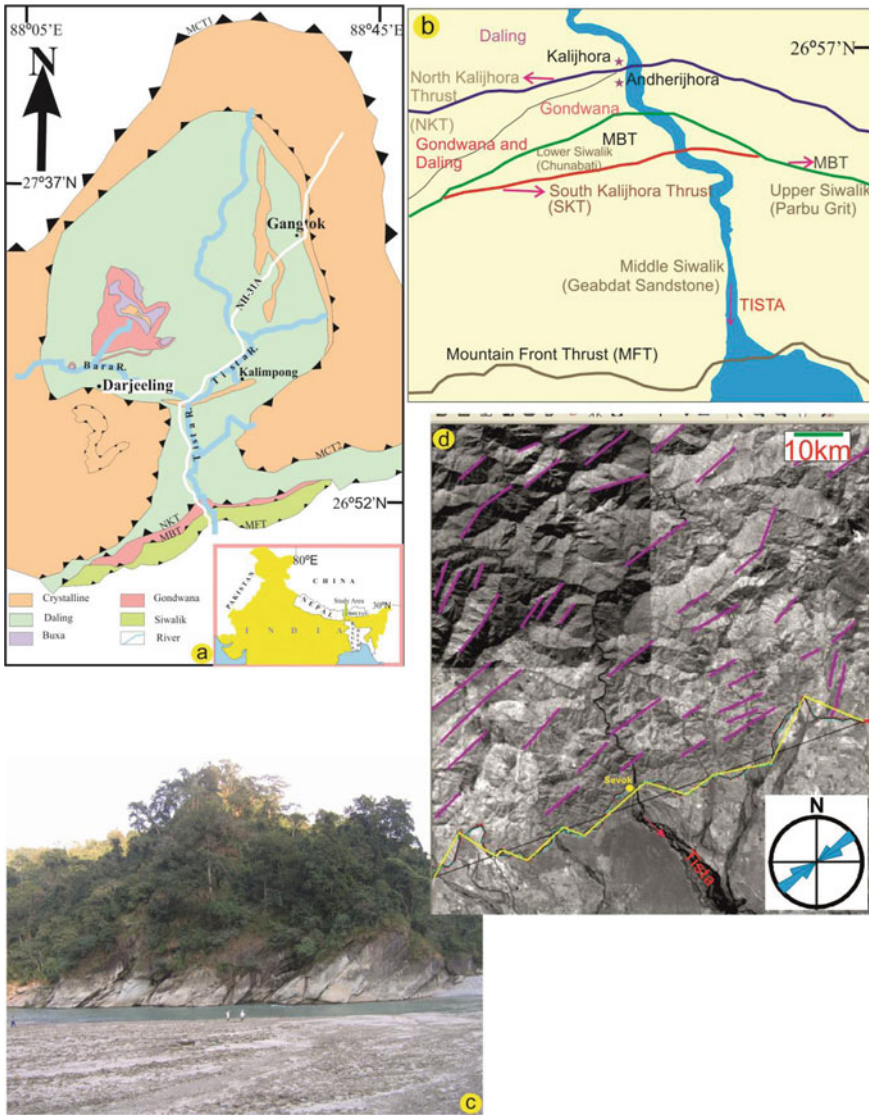 88°05'E
88°45'E
MCT1
N
27°37'N
Gangtok
NH-31A
Bara R.
Tista R.
Kalimpong
Darjeeling
Tista R.
MCT2
26°52'N
NKT
MBT
MFT
Crystalline
Gondwana
Daling
Siwalik
Buxa
River
a
80°E
PAKISTAN
CHINA
NEPAL
Study Area
30°N
INDIA
b
Daling
Kalijhora
26°57'N
North Kalijhora
Thrust
(NKT)
Andherijhora
Gondwana
Gondwana and
Daling
MBT
Lower Siwalik
(Chunabati)
MBT
South Kalijhora Thrust
(SKT)
Upper Siwalik
(Parbu Grit)
Middle Siwalik
(Geabdat Sandstone)
TISTA
Mountain Front Thrust (MFT)
d
10km
Sevok
Tista
N
c